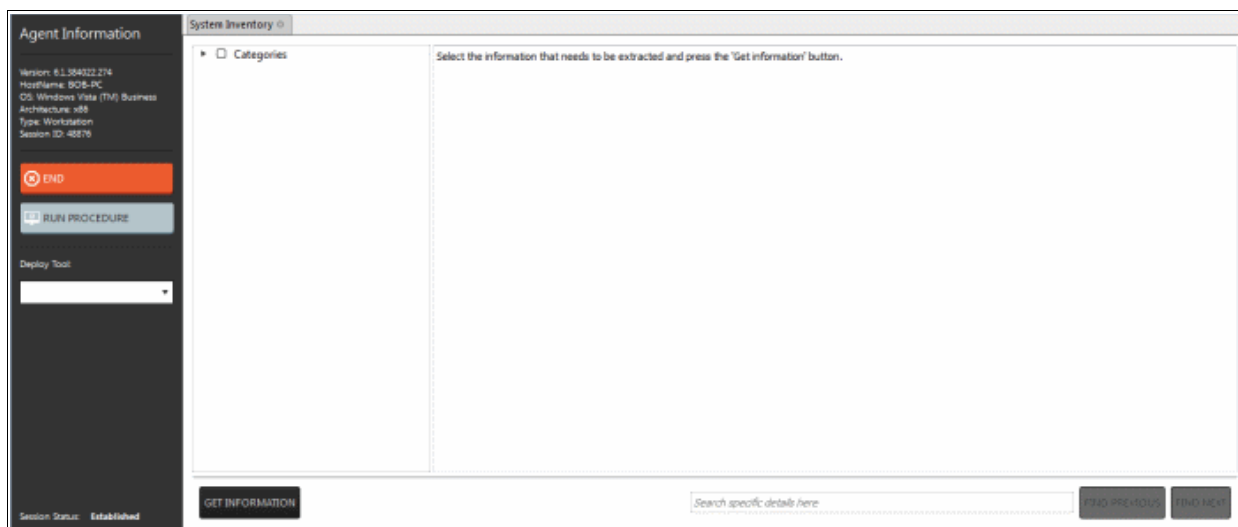 Agent Information
Version: 6.1.384022.274
HostName: BOB-PC
OS: Windows Vista (TM) Business
Architecture: x86
Type: Workstation
Session ID: 48876
END
RUN PROCEDURE
Deploy Tool:
Session Status: Established
System Inventory
Categories
Select the information that needs to be extracted and press the 'Get information' button.
GET INFORMATION
Search specific details here
FIND PREVIOUS
FIND NEXT